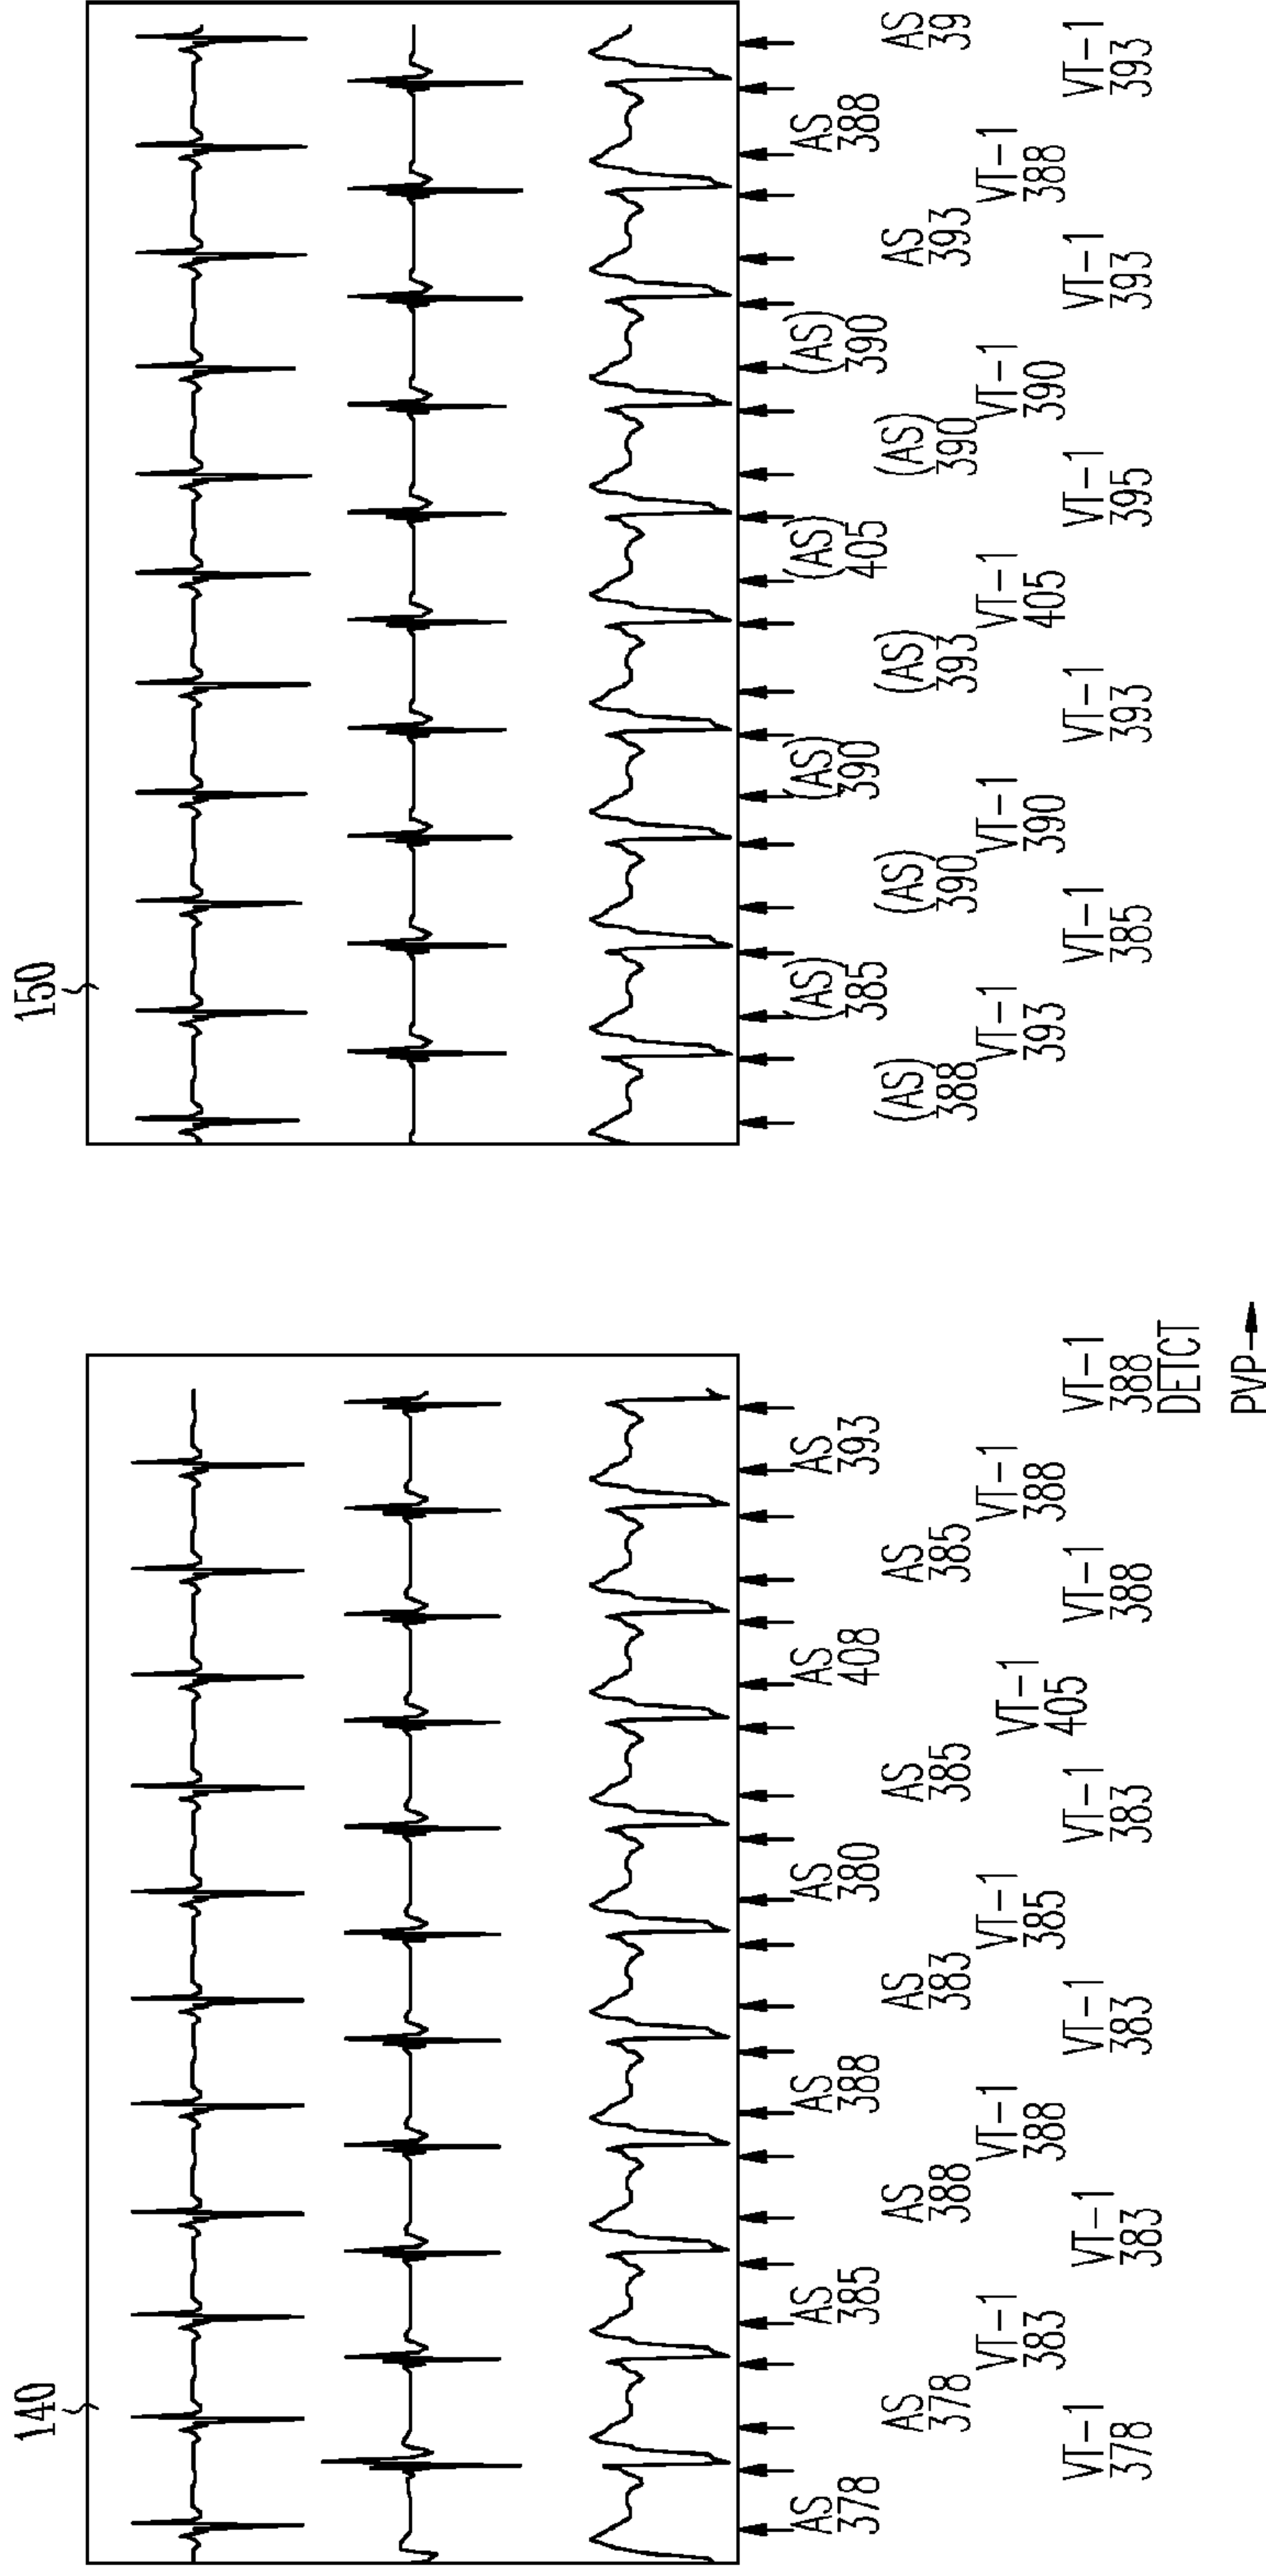 140
AS
378
AS
385
AS
388
AS
380
AS
408
AS
393
AS
378
AS
388
AS
383
AS
385
AS
385
VT-1
383
VT-1
388
VT-1
385
VT-1
405
VT-1
388
VT-1
378
VT-1
383
VT-1
383
VT-1
383
VT-1
388
VT-1
388
DETCT
PVP
150
(AS)
385
(AS)
390
(AS)
405
(AS)
390
AS
388
(AS)
388
(AS)
390
(AS)
393
(AS)
390
AS
393
AS
39
VT-1
393
VT-1
390
VT-1
405
VT-1
390
VT-1
388
VT-1
385
VT-1
393
VT-1
395
VT-1
393
VT-1
393